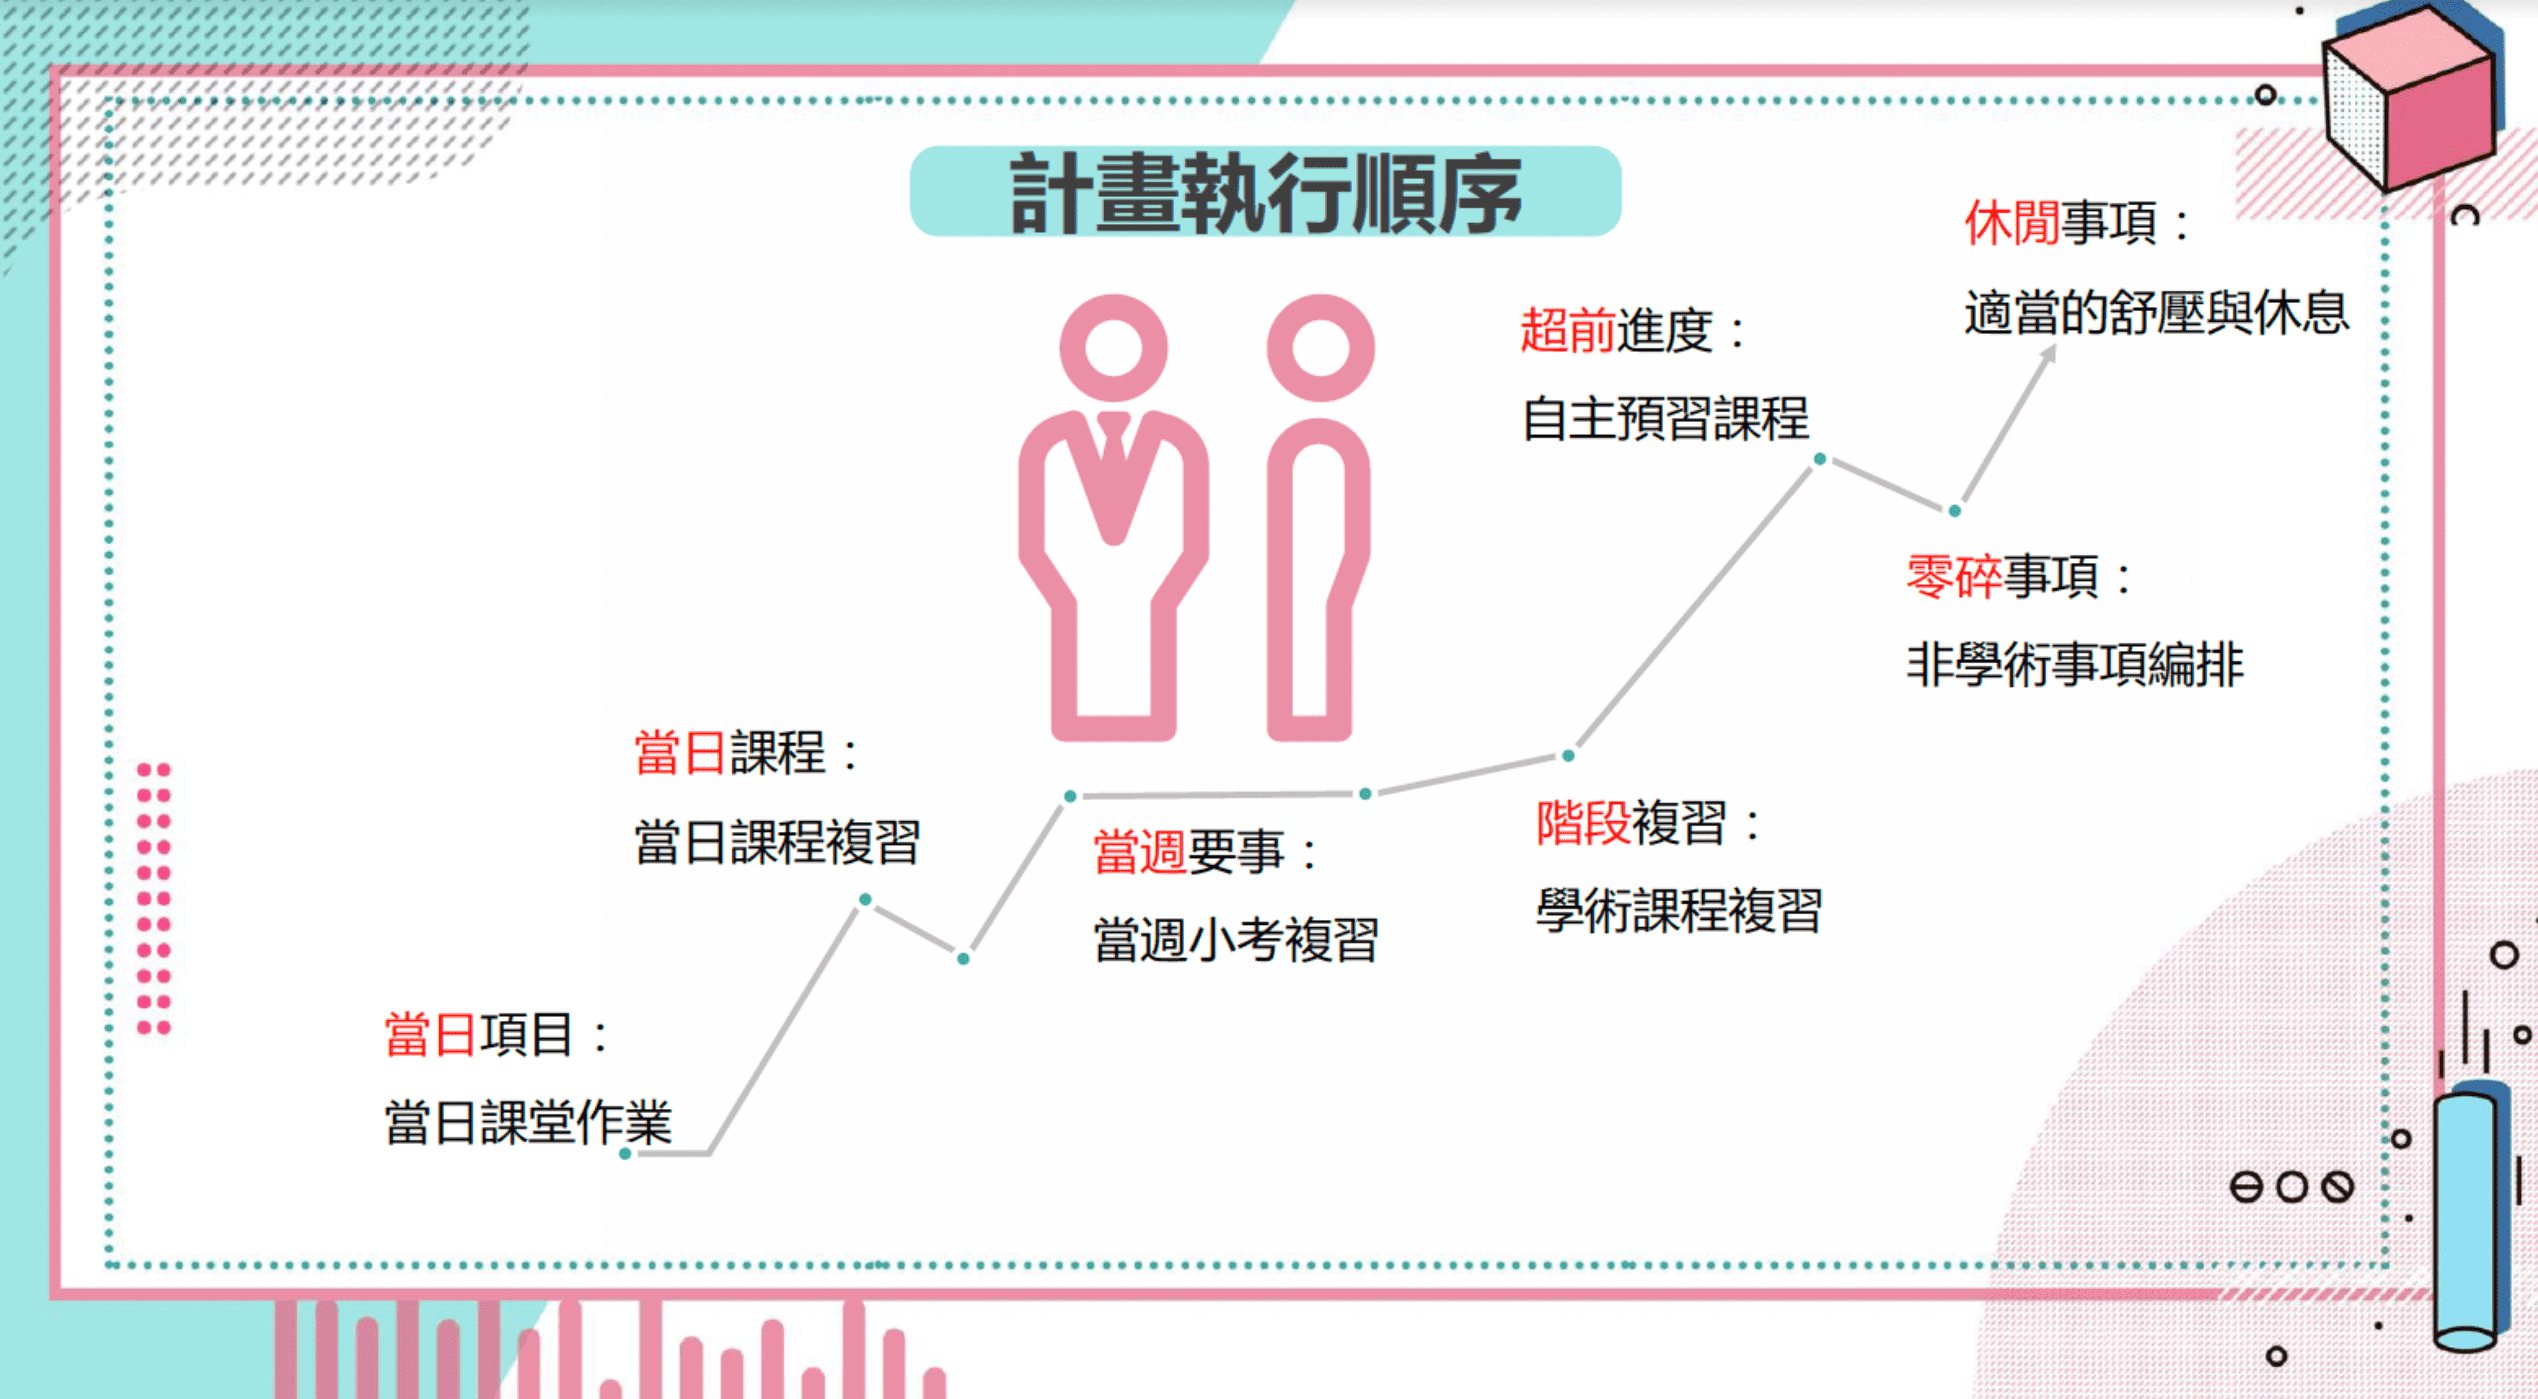 計畫執行順序
當日項目：
當日課堂作業
當日課程：
當日課程複習
當週要事：
當週小考複習
階段複習：
學術課程複習
超前進度：
自主預習課程
零碎事項：
非學術事項編排
休閒事項：
適當的舒壓與休息